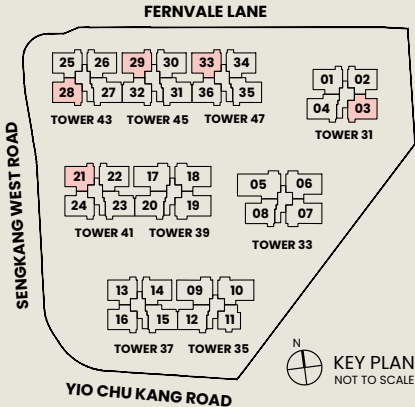 FERNVALE LANE
SENGKANG WEST ROAD
25 26 29 30 33 34
28 27 32 31 36 35
TOWER 43 TOWER 45 TOWER 47
01 02
04 03
TOWER 31
21 22 17 18
24 23 20 19
TOWER 41 TOWER 39
05 06
08 07
TOWER 33
13 14 09 10
16 15 12 11
TOWER 37 TOWER 35
N
KEY PLAN
NOT TO SCALE
YIO CHU KANG ROAD